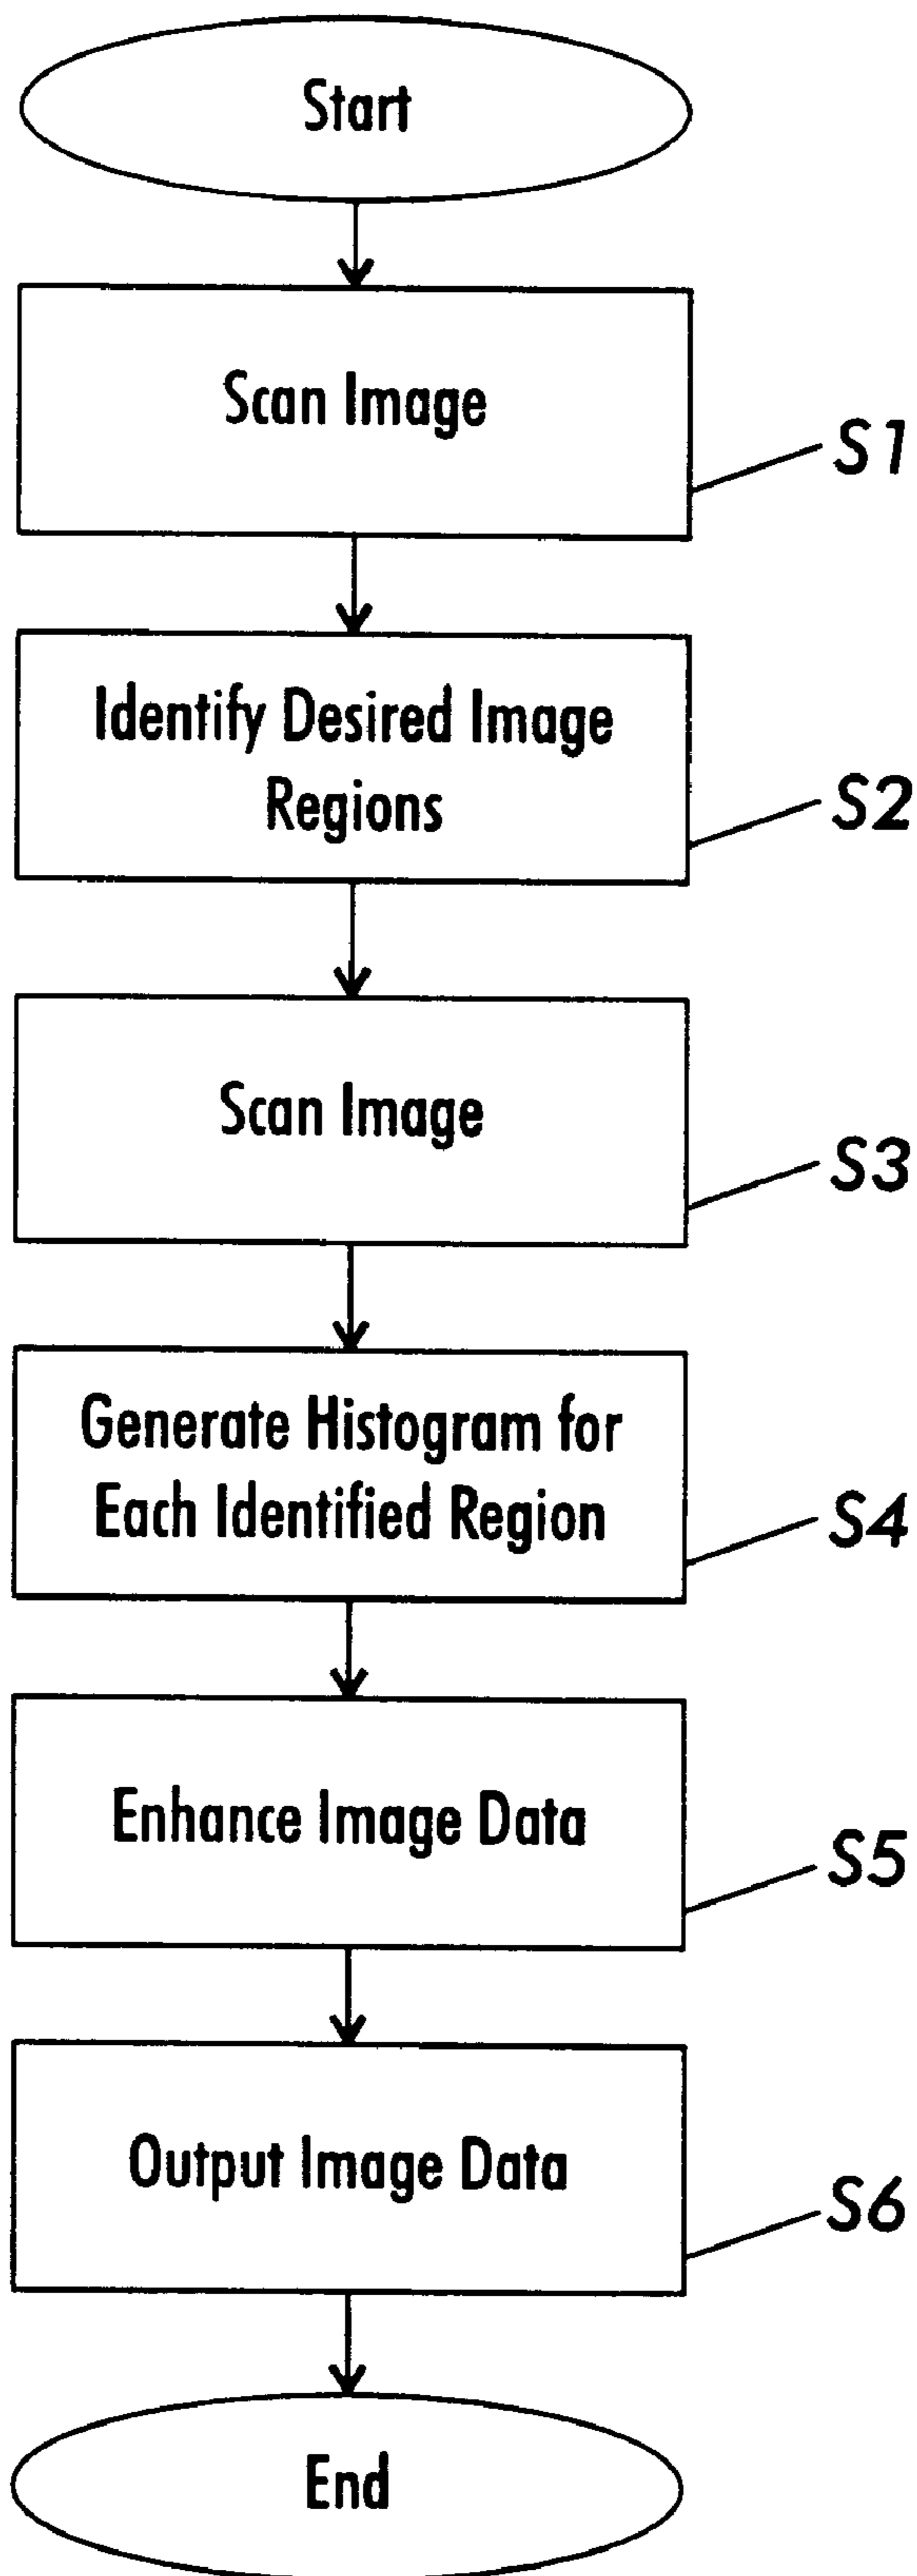 Start
Scan Image
S1
Identify Desired Image
Regions
S2
Scan Image
S3
Generate Histogram for
Each Identified Region
S4
Enhance Image Data
S5
Output Image Data
S6
End